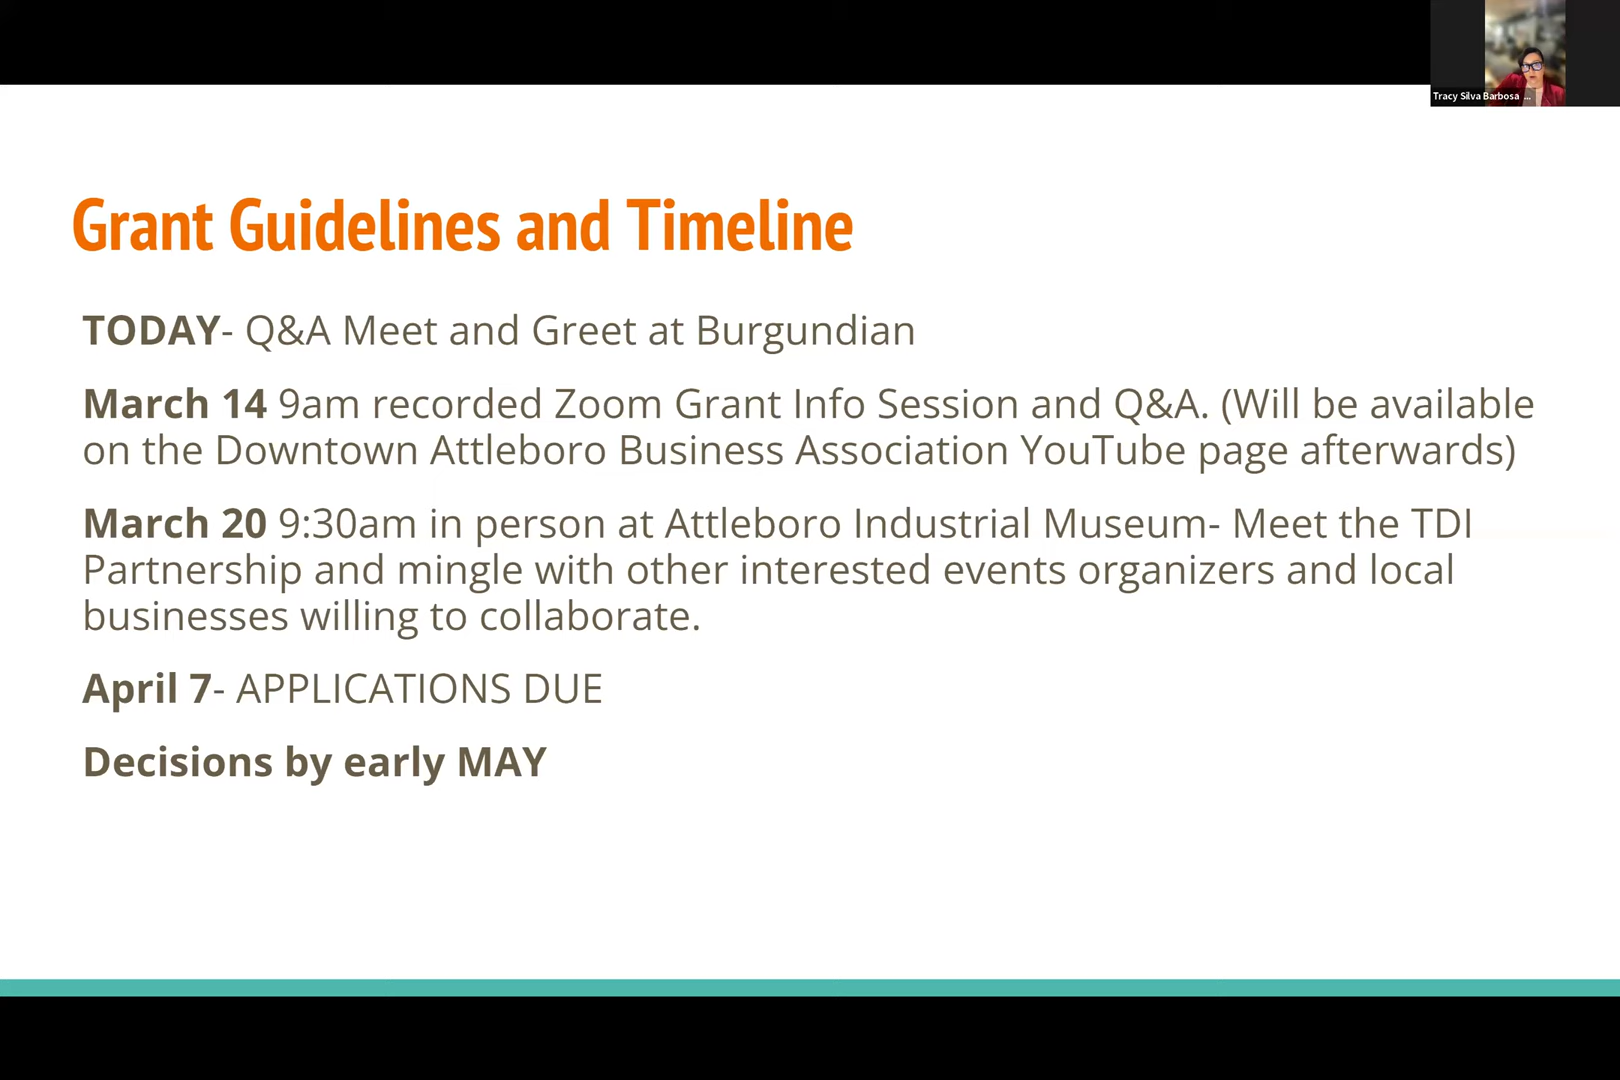 Tracy Silva Barbosa ...
Grant Guidelines and Timeline
TODAY- Q&A Meet and Greet at Burgundian
March 14 9am recorded Zoom Grant Info Session and Q&A. (Will be available
on the Downtown Attleboro Business Association YouTube page afterwards)
March 20 9:30am in person at Attleboro Industrial Museum- Meet the TDI
Partnership and mingle with other interested events organizers and local
businesses willing to collaborate.
April 7- APPLICATIONS DUE
Decisions by early MAY